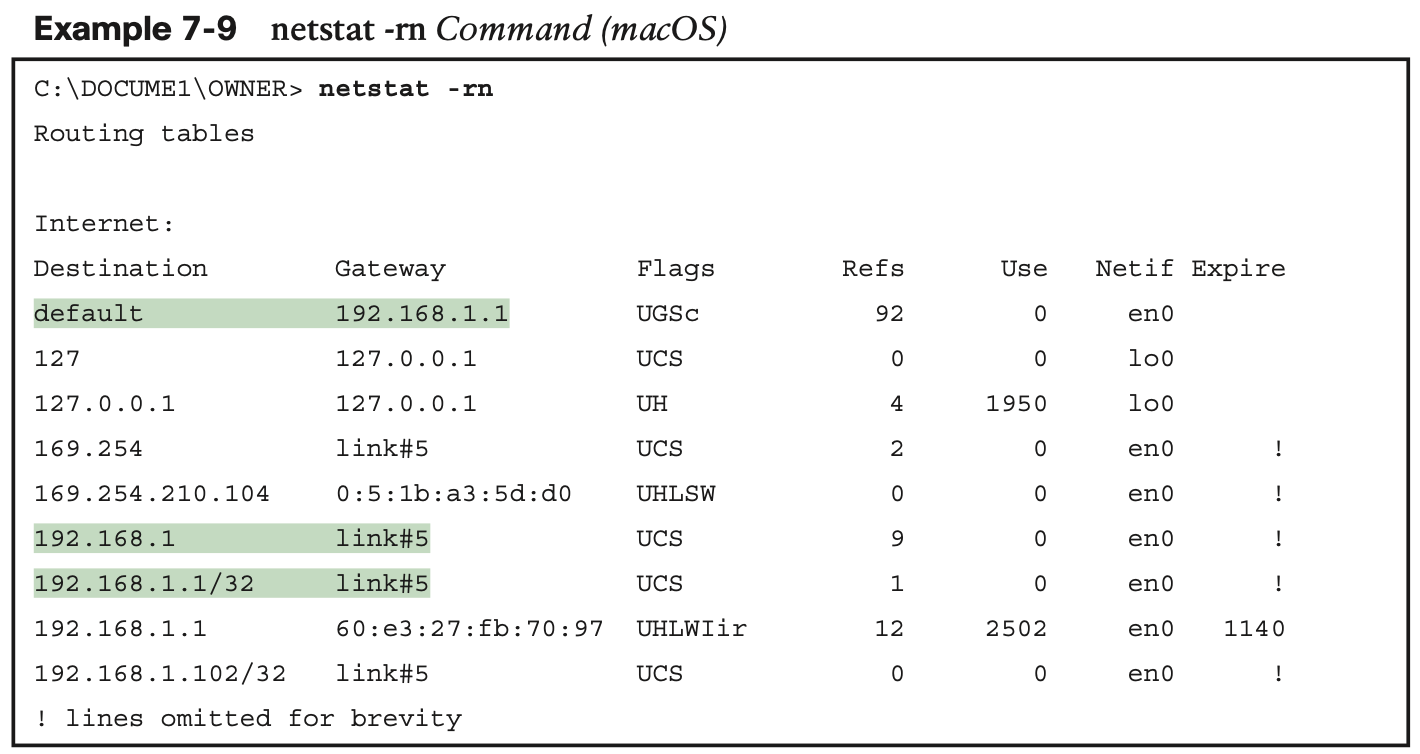 Example 7-9 netstat -rn Command (macOS)
C:\DOCUME1\OWNER> netstat -rn
Routing tables
Internet:
Destination Gateway Flags Refs Use Netif Expire
default 192.168.1.1 UGSc 92 0 en0
127 127.0.0.1 UCS 0 0 lo0
127.0.0.1 127.0.0.1 UH 4 1950 lo0
169.254 link#5 UCS 2 0 en0 !
169.254.210.104 0:5:1b:a3:5d:d0 UHLSW 0 0 en0 !
192.168.1 link#5 UCS 9 0 en0 !
192.168.1.1/32 link#5 UCS 1 0 en0 !
192.168.1.1 60:e3:27:fb:70:97 UHLWIir 12 2502 en0 1140
192.168.1.102/32 link#5 UCS 0 0 en0 !
! lines omitted for brevity